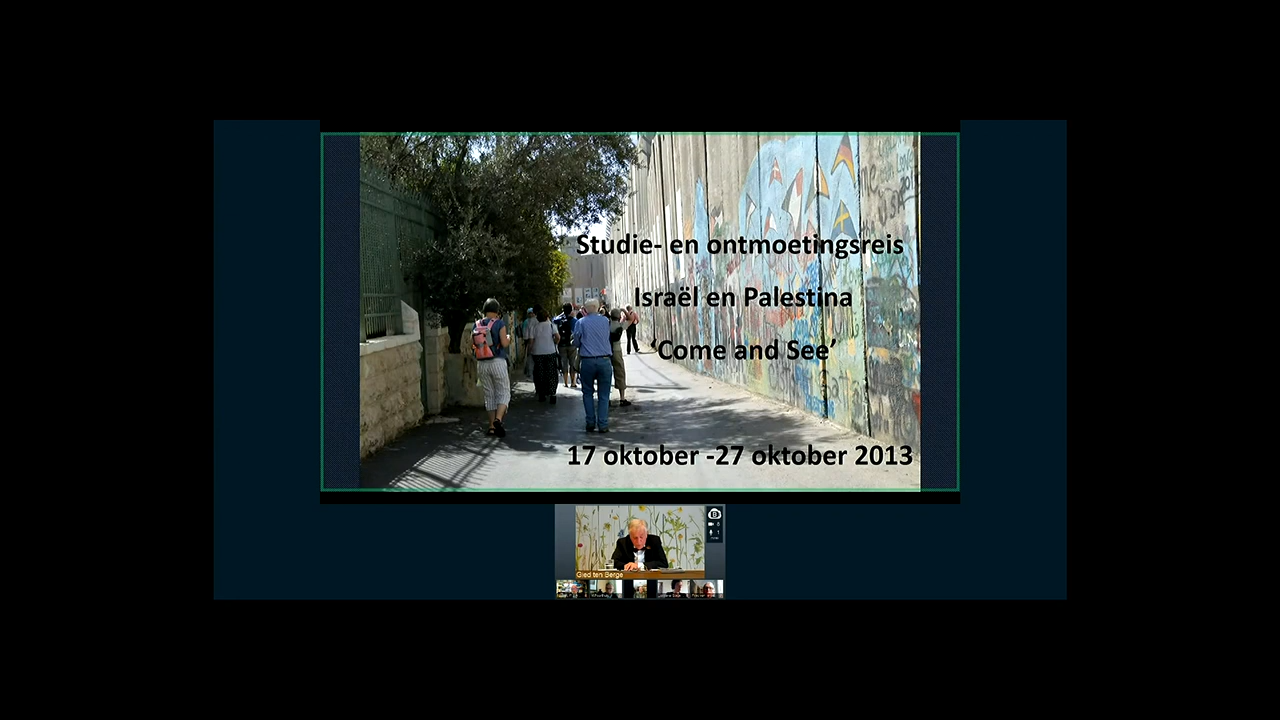 Studie- en ontmoetingsreis
Israël en Palestina
‘Come and See’
17 oktober -27 oktober 2013
Gied ten Berge